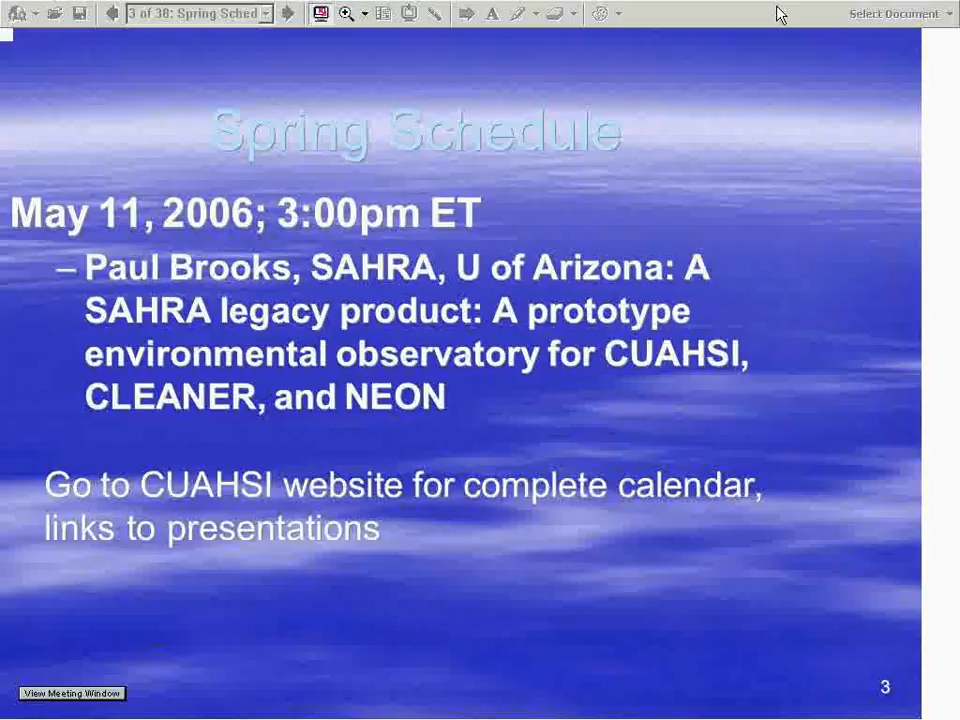 3 of 38: Spring Sched
Select Document
Spring Schedule
May 11, 2006; 3:00pm ET
– Paul Brooks, SAHRA, U of Arizona: A
SAHRA legacy product: A prototype
environmental observatory for CUAHSI,
CLEANER, and NEON
Go to CUAHSI website for complete calendar,
links to presentations
View Meeting Window
3